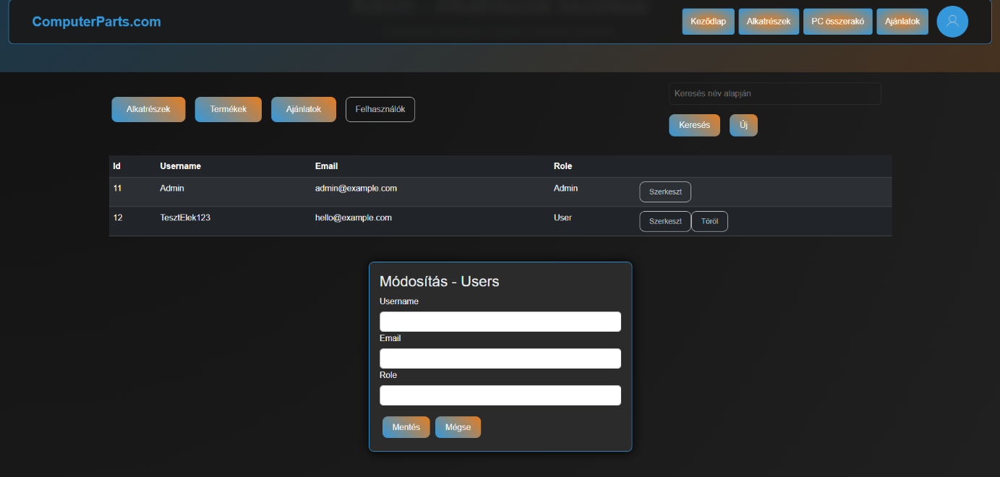 ComputerParts.com
Kezdőlap Alkatrészek PC összerakó Ajánlatok
Alkatrészek Termékek Ajánlatok Felhasználók
Keresés név alapján
Keresés Új
Id Username Email Role
11 Admin admin@example.com Admin Szerkeszt
12 TesztElek123 hello@example.com User Szerkeszt Töröl
Módosítás - Users
Username
Email
Role
Mentés Mégse